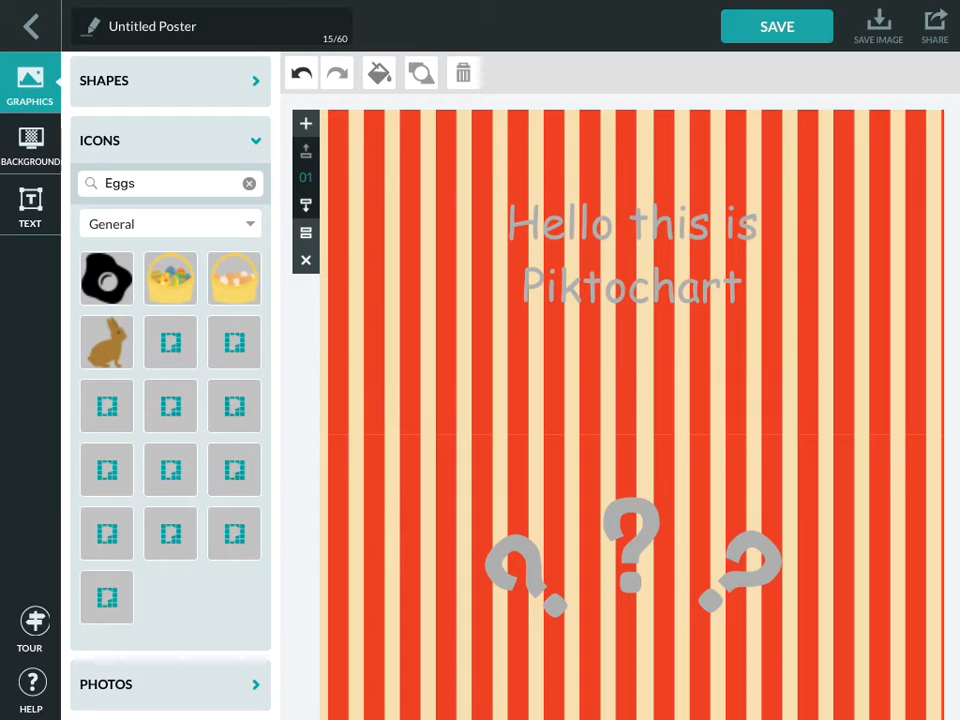 Untitled Poster
15/60
SAVE
SAVE IMAGE
SHARE
GRAPHICS
BACKGROUND
TEXT
TOUR
HELP
SHAPES
ICONS
Eggs
General
PHOTOS
01
Hello this is
Piktochart
? ? ?